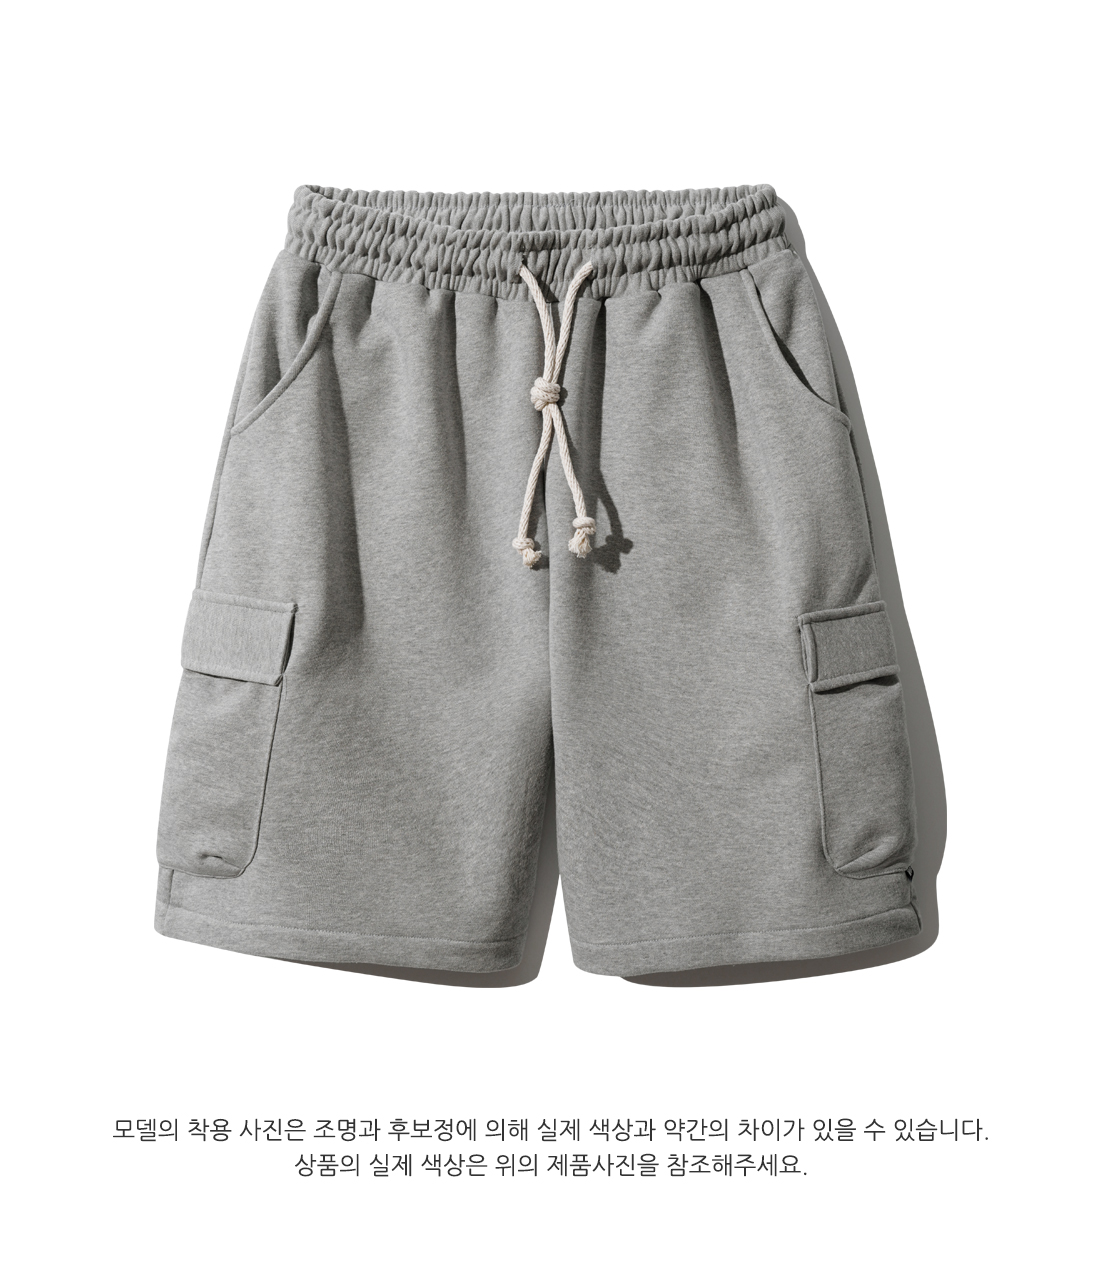 모델의 착용 사진은 조명과 후보정에 의해 실제 색상과 약간의 차이가 있을 수 있습니다.
상품의 실제 색상은 위의 제품사진을 참조해주세요.